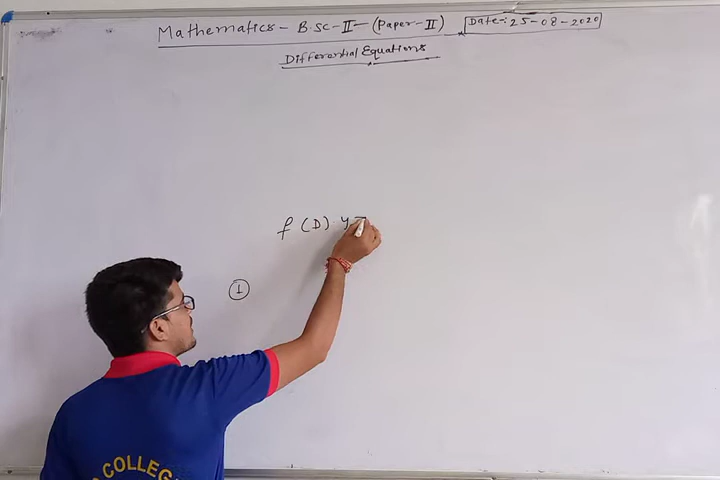 Mathematics - B.SC-II - (Paper-II)
Date-: 25-08-2020
Differential Equations
f (D) y =
1
COLLEG